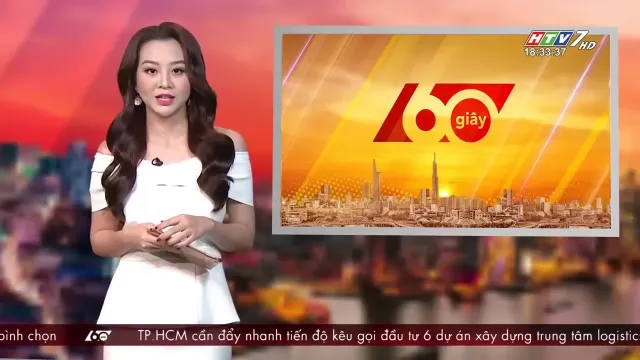 HTV7 HD
18:33:37
60 giây
bình chọn 60 TP.HCM cần đẩy nhanh tiến độ kêu gọi đầu tư 6 dự án xây dựng trung tâm logistic